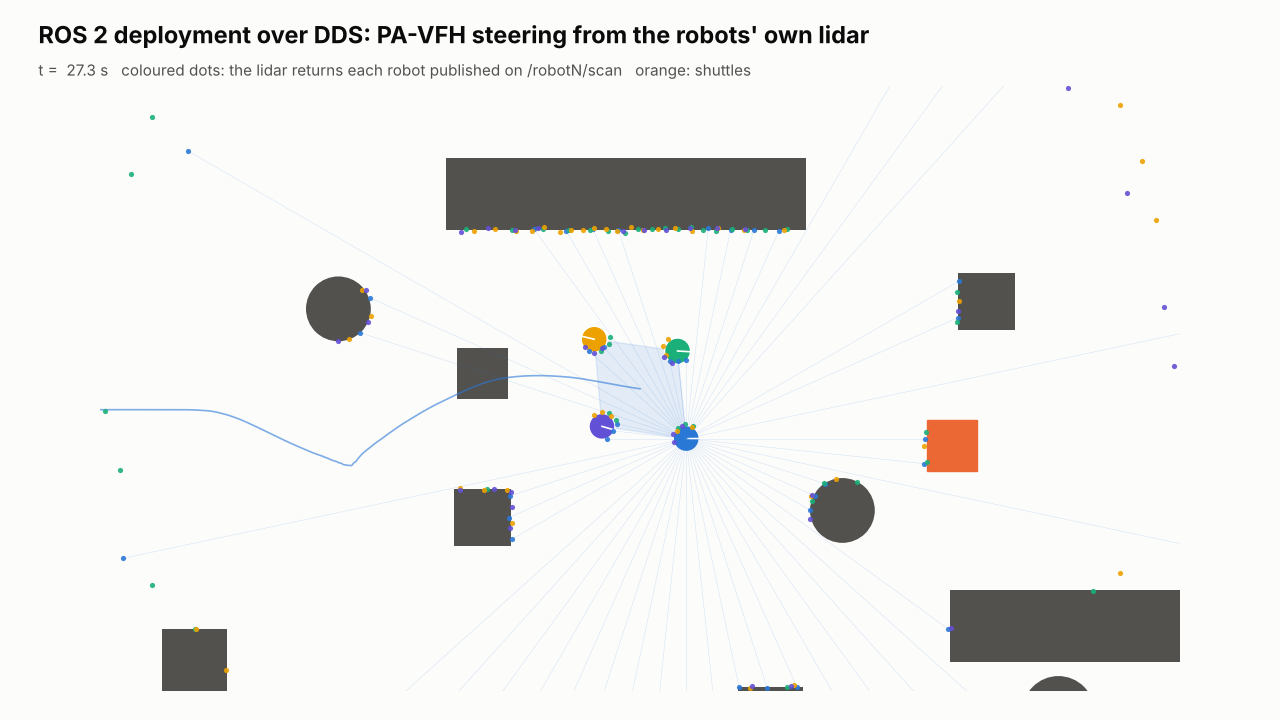 ROS 2 deployment over DDS: PA-VFH steering from the robots' own lidar
t =  27.3 s   coloured dots: the lidar returns each robot published on /robotN/scan   orange: shuttles